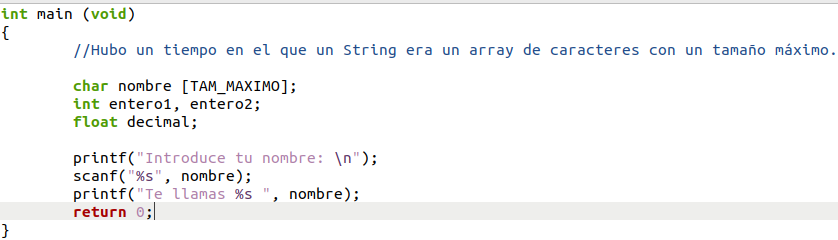 int main (void)
{
//Hubo un tiempo en el que un String era un array de caracteres con un tamaño máximo.
char nombre [TAM_MAXIMO];
int entero1, entero2;
float decimal;
printf("Introduce tu nombre: \n");
scanf("%s", nombre);
printf("Te llamas %s ", nombre);
return 0;
}